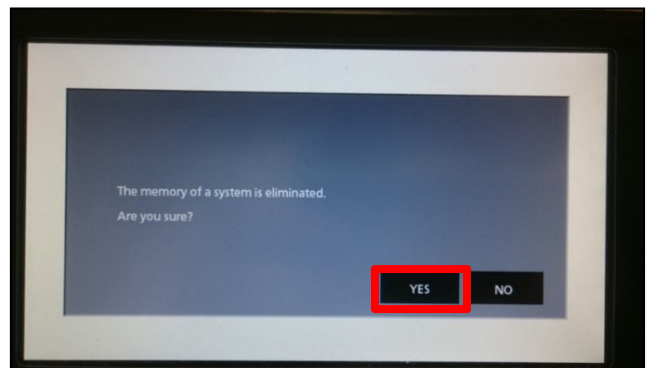 The memory of a system is eliminated.
Are you sure?
YES NO